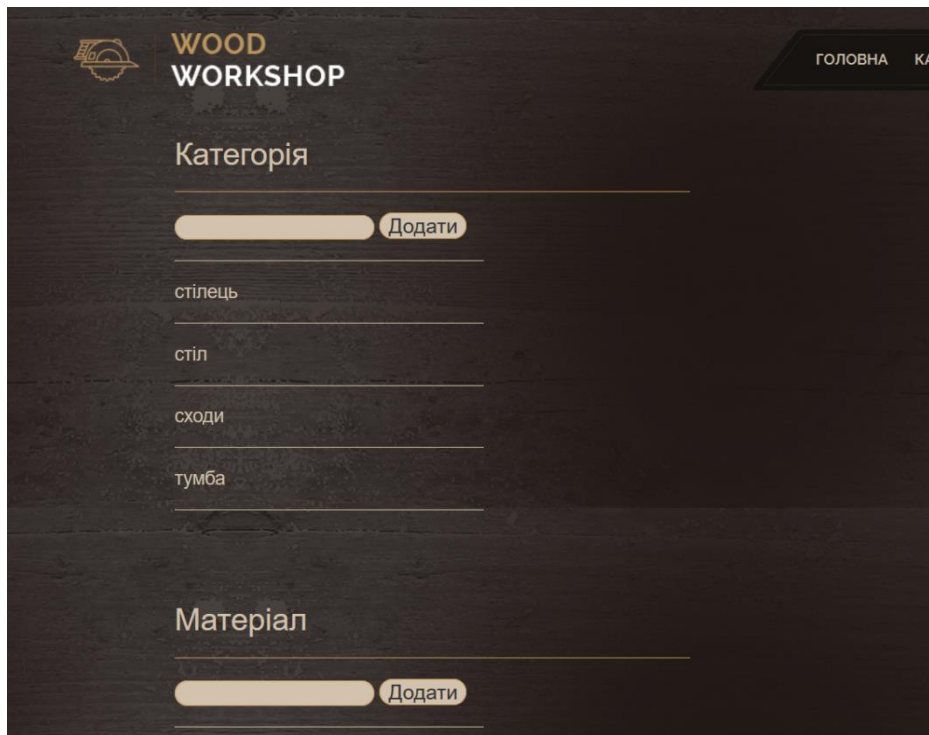 WOOD
WORKSHOP
ГОЛОВНА
Категорія
Додати
стілець
стіл
сходи
тумба
Матеріал
Додати